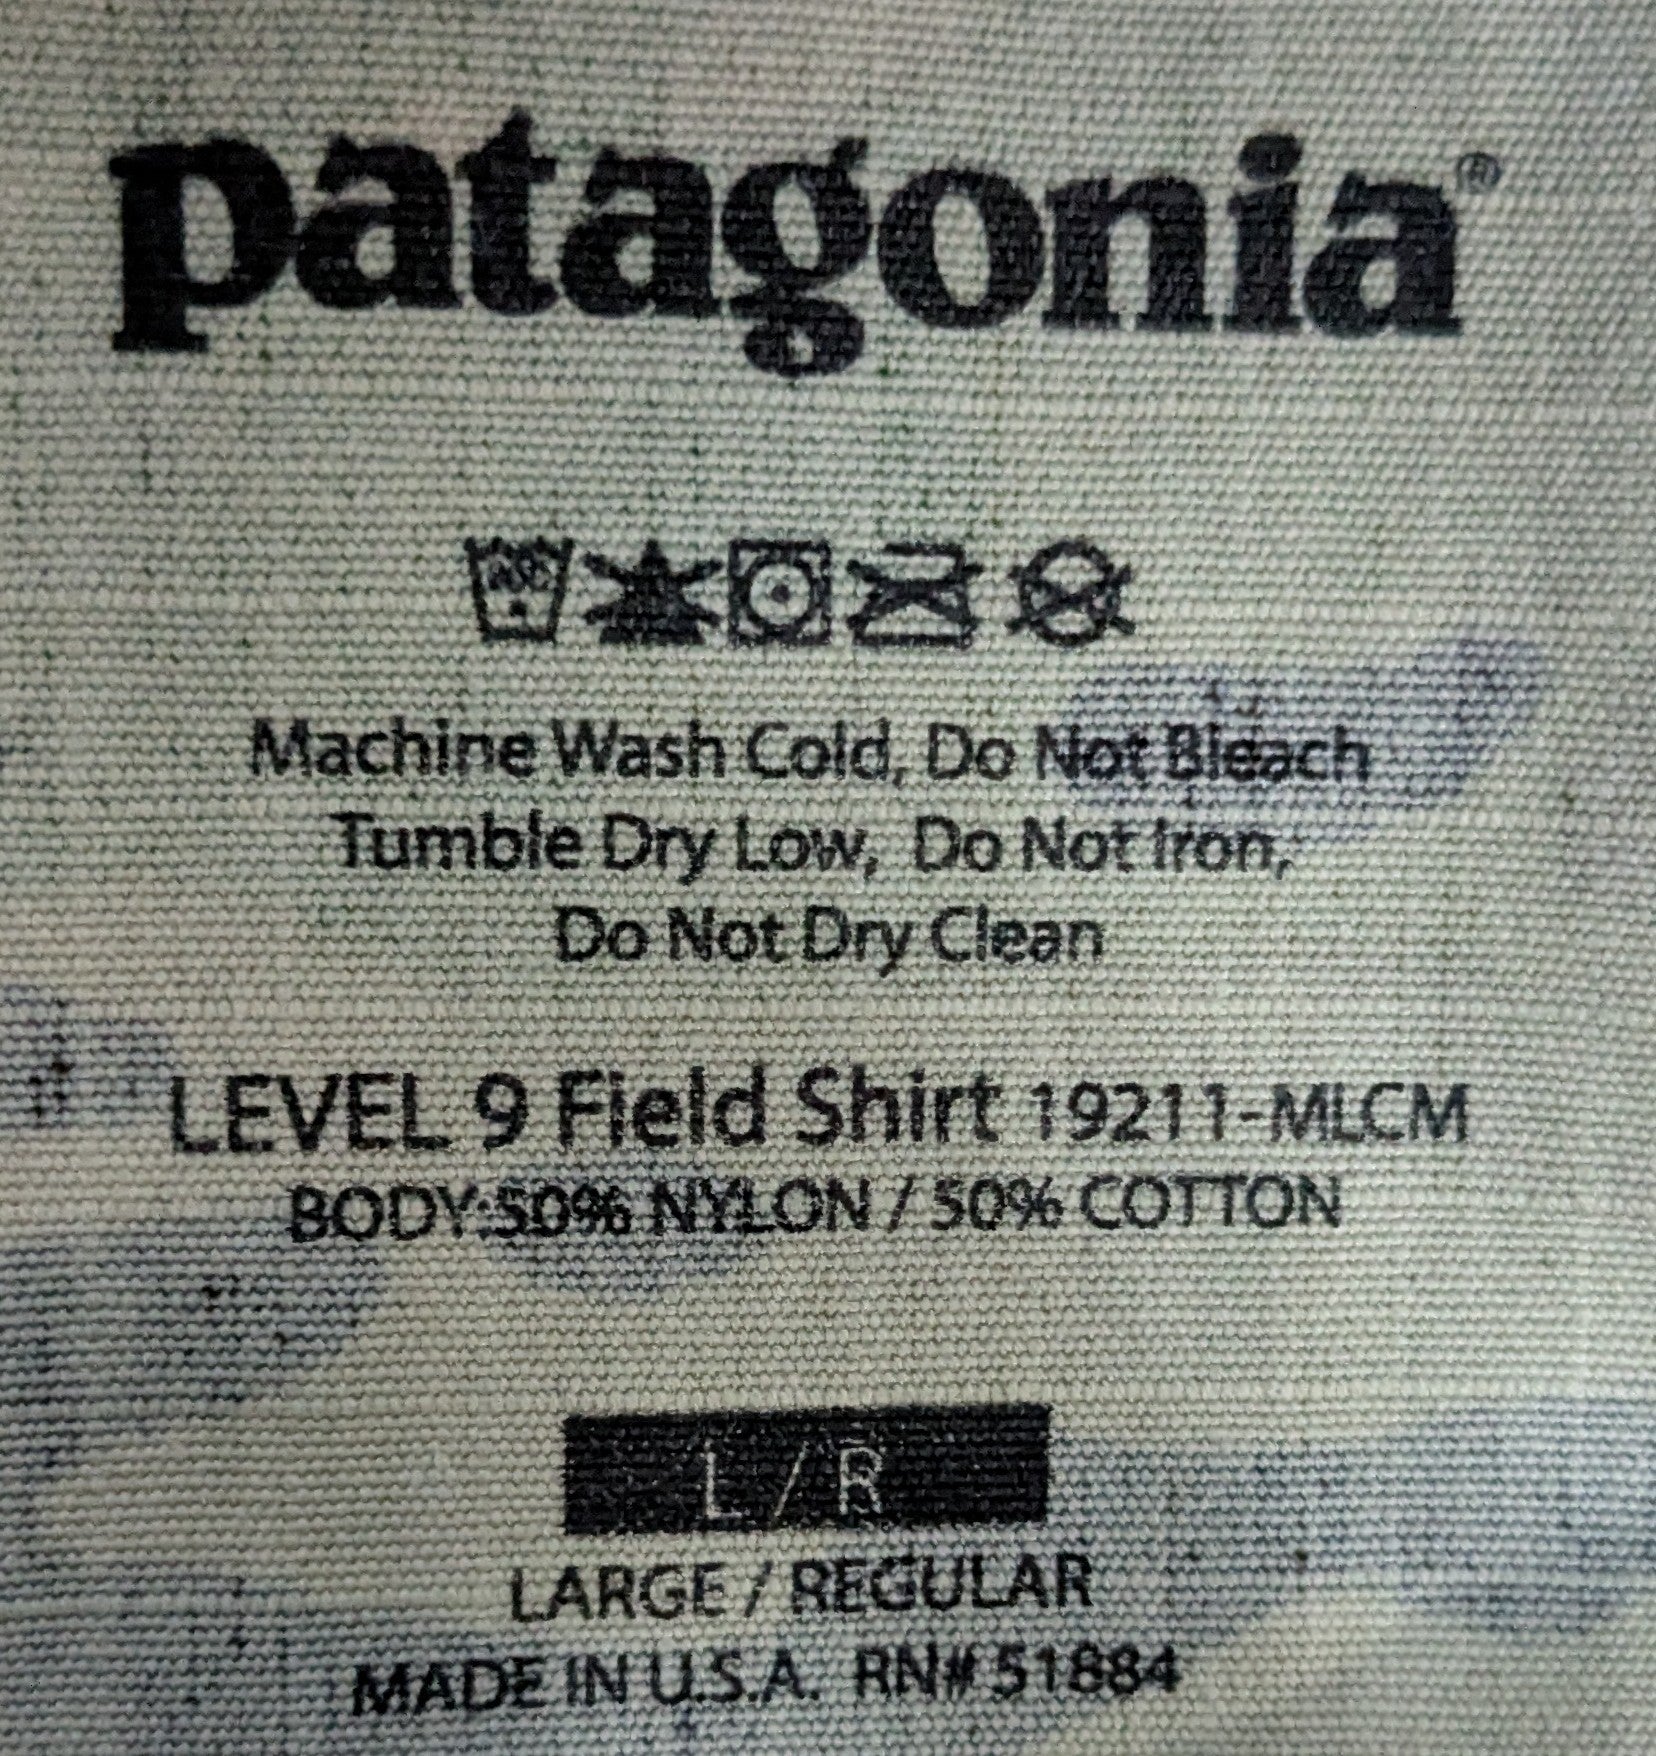 patagonia®
Machine Wash Cold, Do Not Bleach
Tumble Dry Low, Do Not Iron,
Do Not Dry Clean
LEVEL 9 Field Shirt 19211-MLCM
BODY: 50% NYLON / 50% COTTON
L / R
LARGE / REGULAR
MADE IN U.S.A. RN# 51884